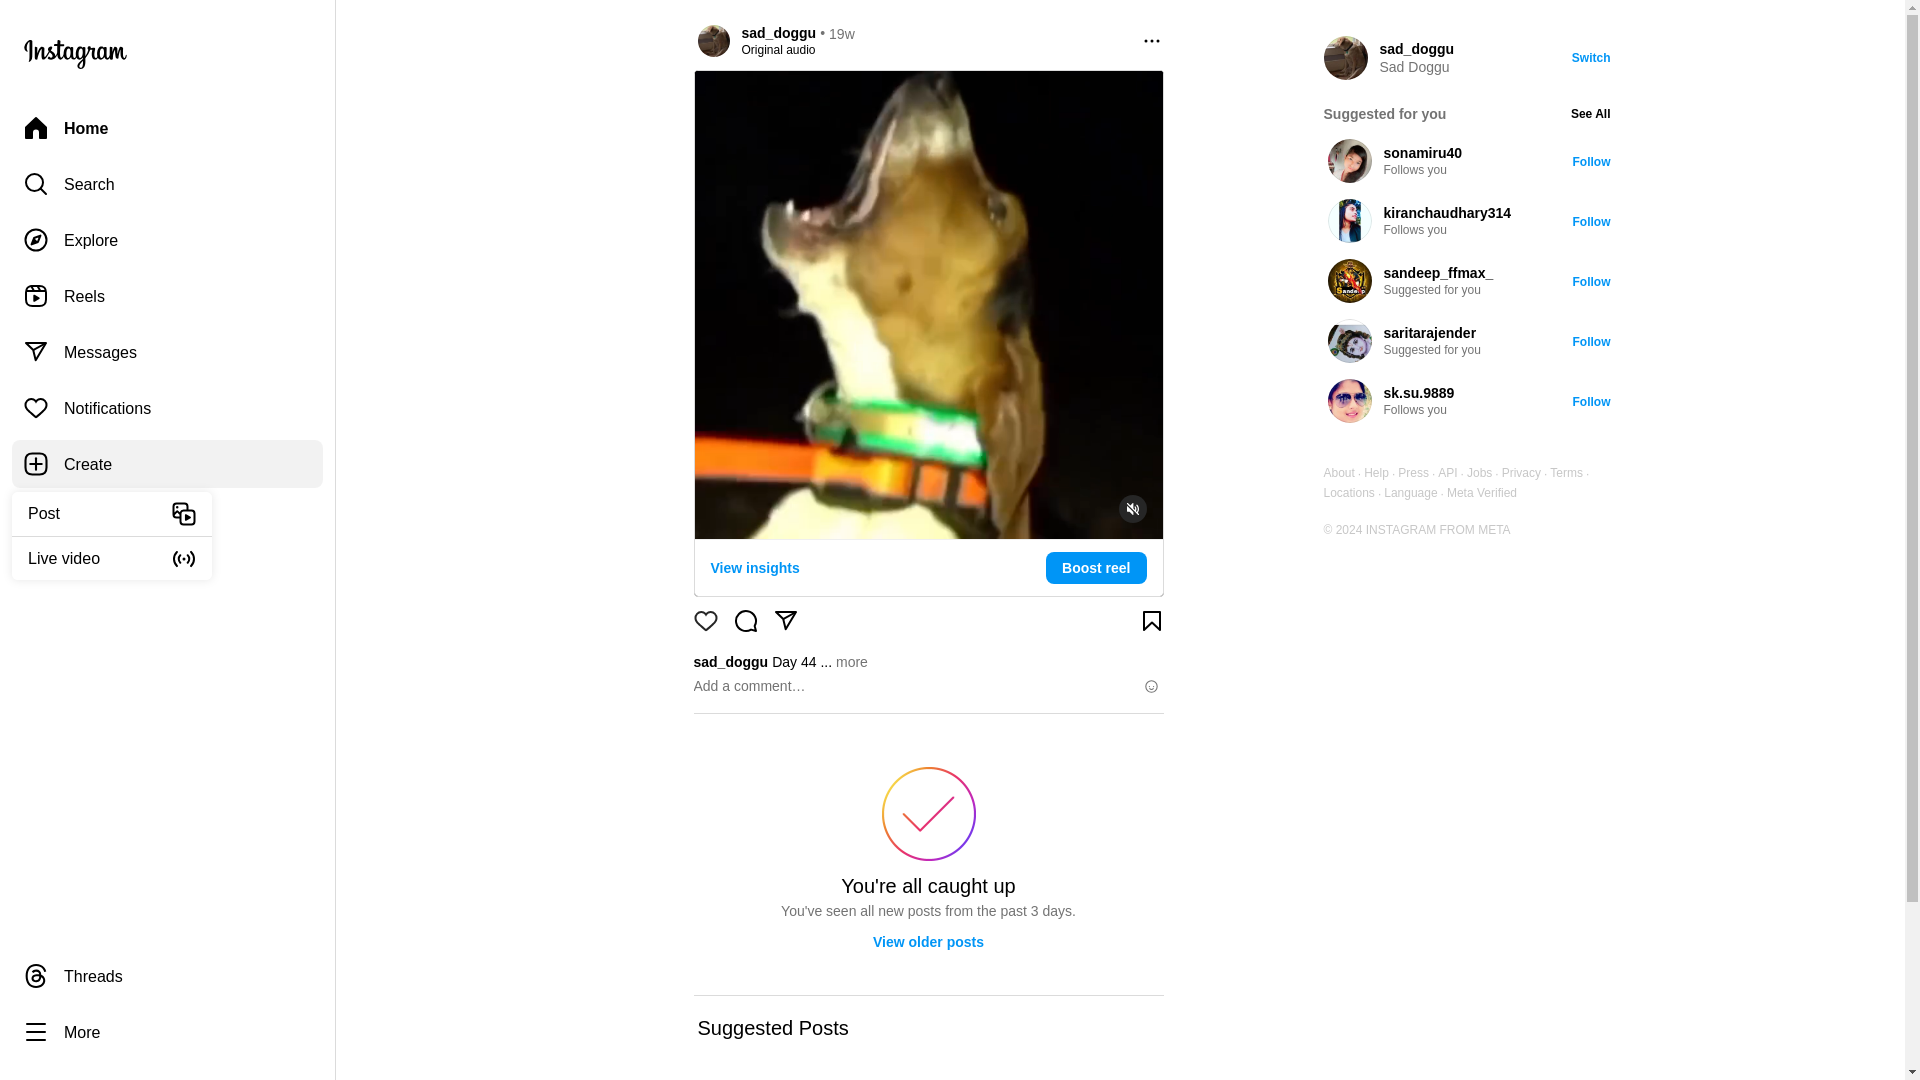 Instagram
Home
Search
Explore
Reels
Messages
Notifications
Create
Post
Live video
Threads
More
sad_doggu • 19w
Original audio
View insights
Boost reel
sad_doggu Day 44 ... more
Add a comment…
You're all caught up
You've seen all new posts from the past 3 days.
View older posts
Suggested Posts
sad_doggu
Sad Doggu
Switch
Suggested for you
See All
sonamiru40
Follows you
Follow
kiranchaudhary314
Follows you
Follow
sandeep_ffmax_
Suggested for you
Follow
saritarajender
Suggested for you
Follow
sk.su.9889
Follows you
Follow
About · Help · Press · API · Jobs · Privacy · Terms ·
Locations · Language · Meta Verified
© 2024 INSTAGRAM FROM META